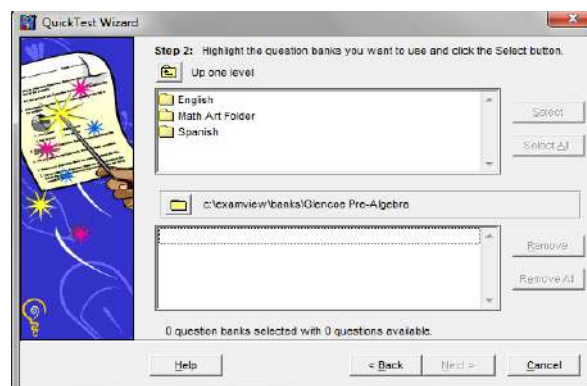 QuickTest Wizard
Step 2: Highlight the question banks you want to use and click the Select button.
Up one level
English
Math Art Folder
Spanish
Select
Select All
c:\examview\banks\Glencoe Pre-Algebra
Remove
Remove All
0 question banks selected with 0 questions available.
Help
< Back
Next >
Cancel